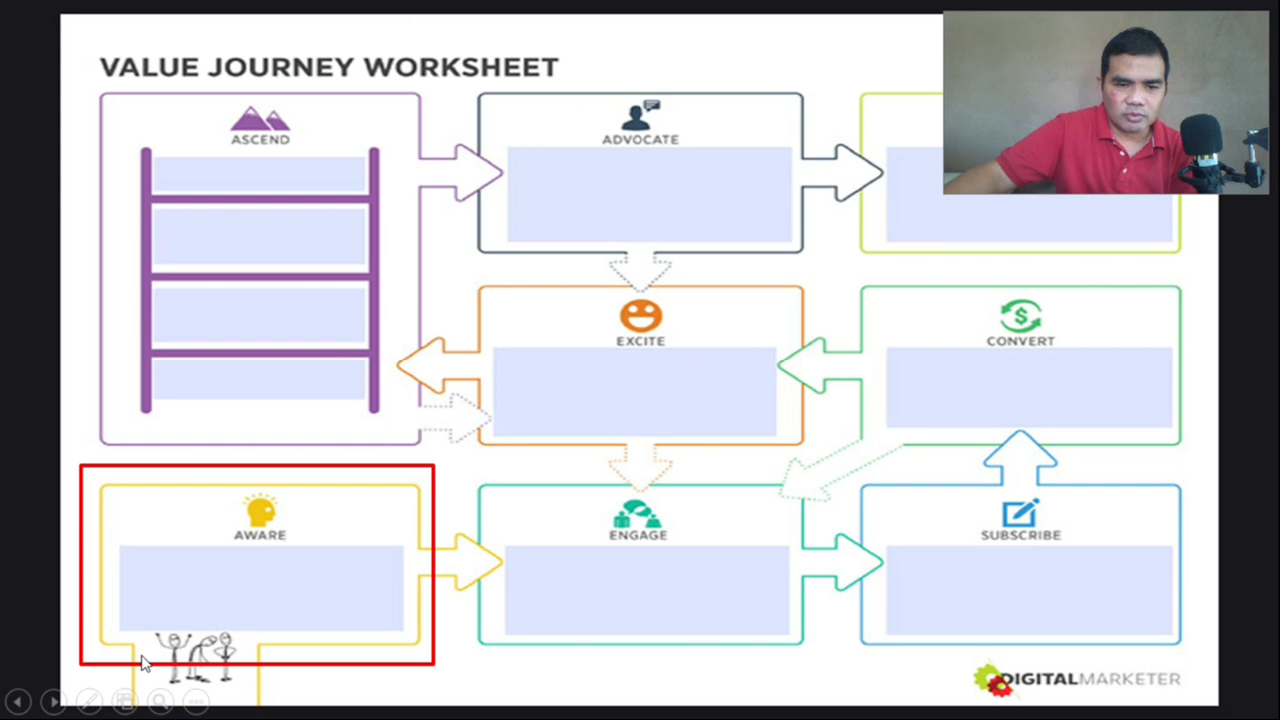 VALUE JOURNEY WORKSHEET
ASCEND
ADVOCATE
EXCITE
CONVERT
AWARE
ENGAGE
SUBSCRIBE
DIGITALMARKETER